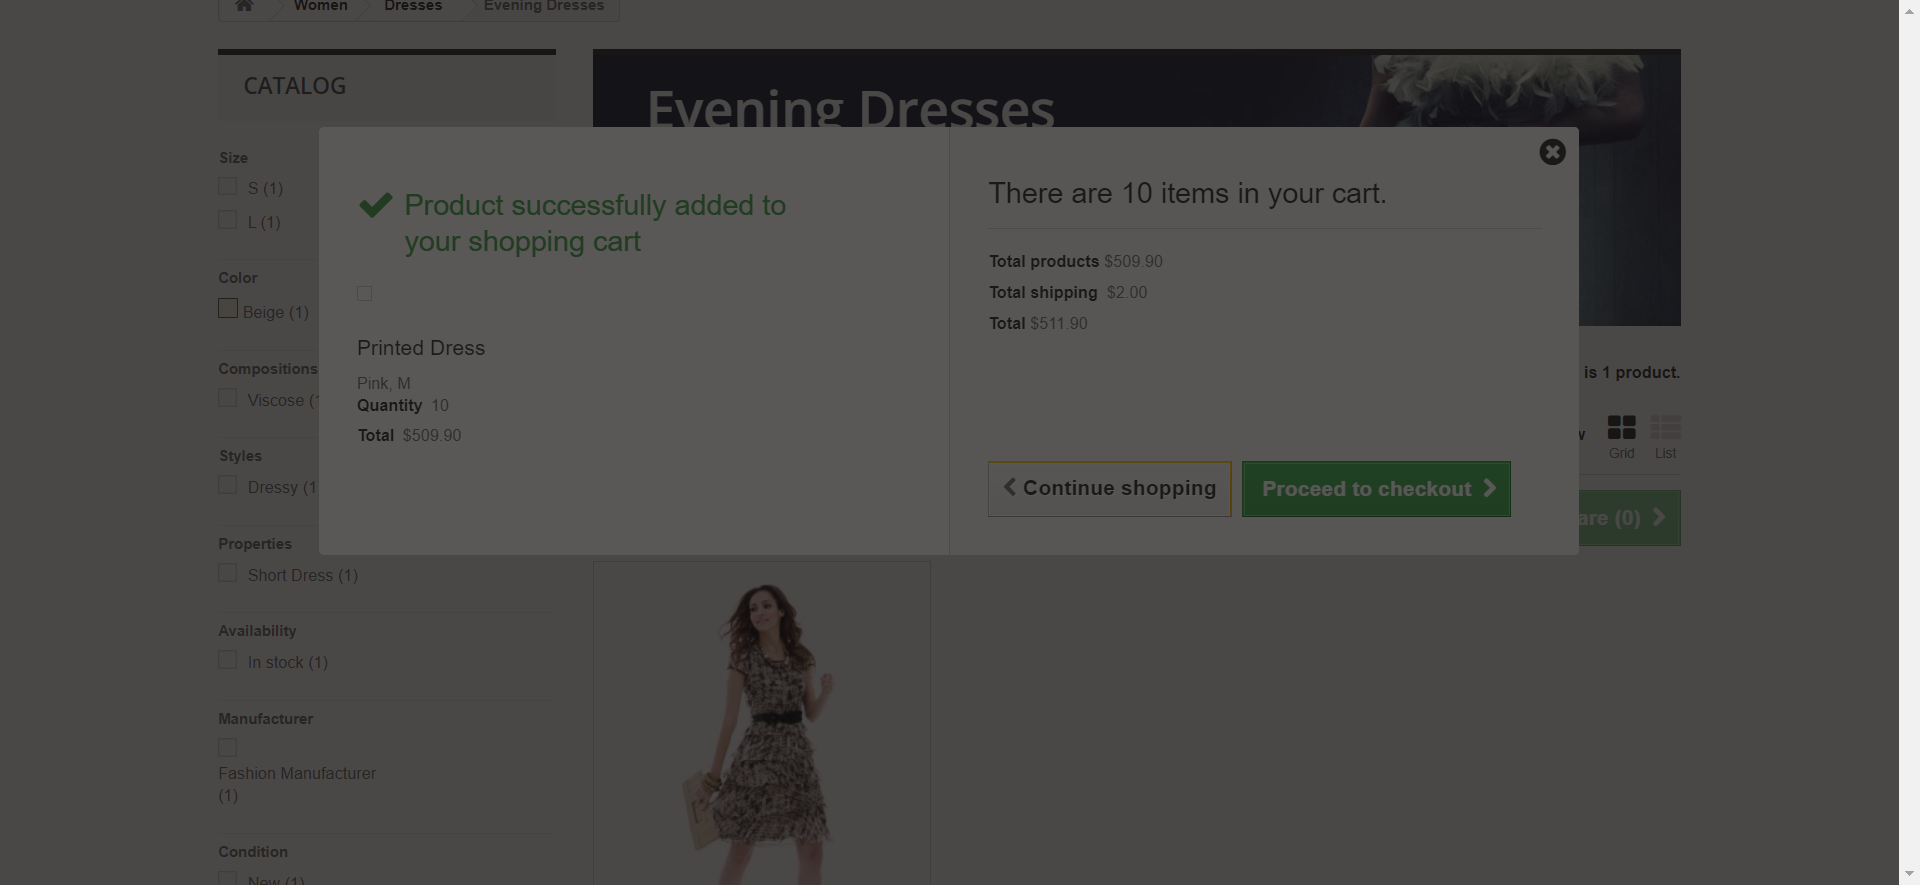 Women
Dresses
Evening Dresses
CATALOG
Size
S (1)
L (1)
Color
Beige (1)
Compositions
Viscose (1
Styles
Dressy (1
Properties
Short Dress (1)
Availability
In stock (1)
Manufacturer
Fashion Manufacturer
(1)
Condition
New (1)
Evening Dresses
Product successfully added to
your shopping cart
Printed Dress
Pink, M
Quantity 10
Total $509.90
There are 10 items in your cart.
Total products $509.90
Total shipping $2.00
Total $511.90
Continue shopping
Proceed to checkout
is 1 product.
Grid
List
are (0)